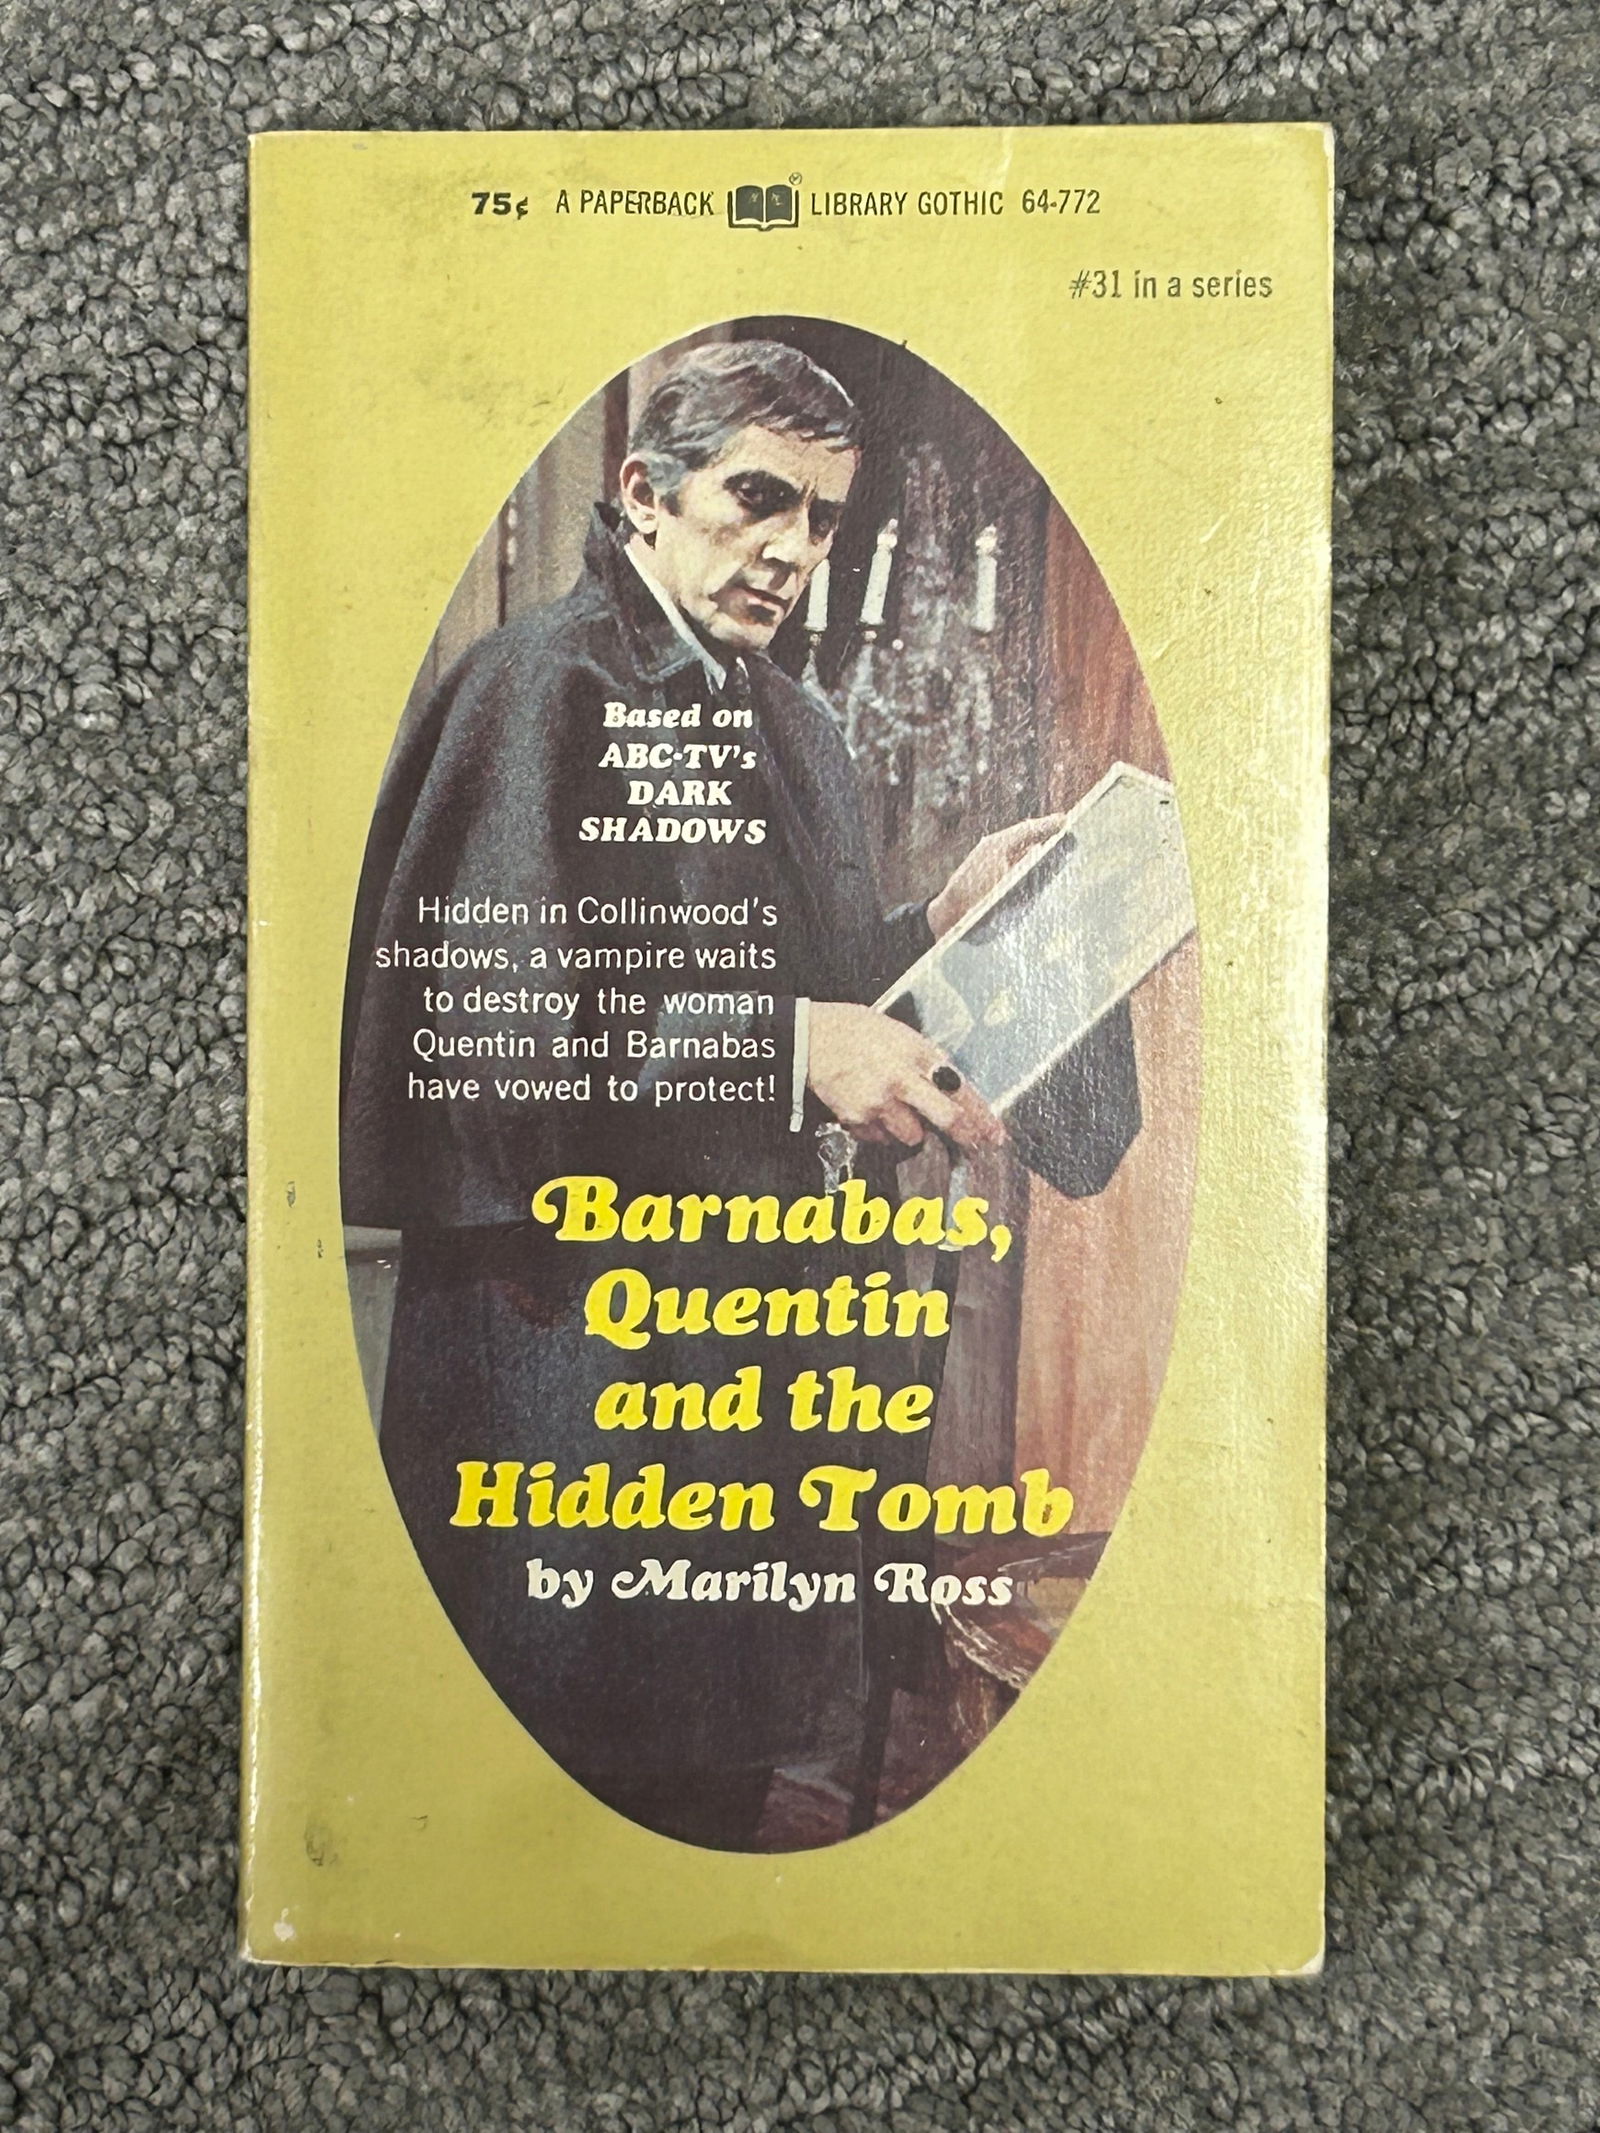 75¢ A PAPERBACK LIBRARY GOTHIC 64-772
#31 in a series
Based on
ABC-TV's
DARK
SHADOWS
Hidden in Collinwood's
shadows, a vampire waits
to destroy the woman
Quentin and Barnabas
have vowed to protect!
Barnabas,
Quentin
and the
Hidden Tomb
by Marilyn Ross